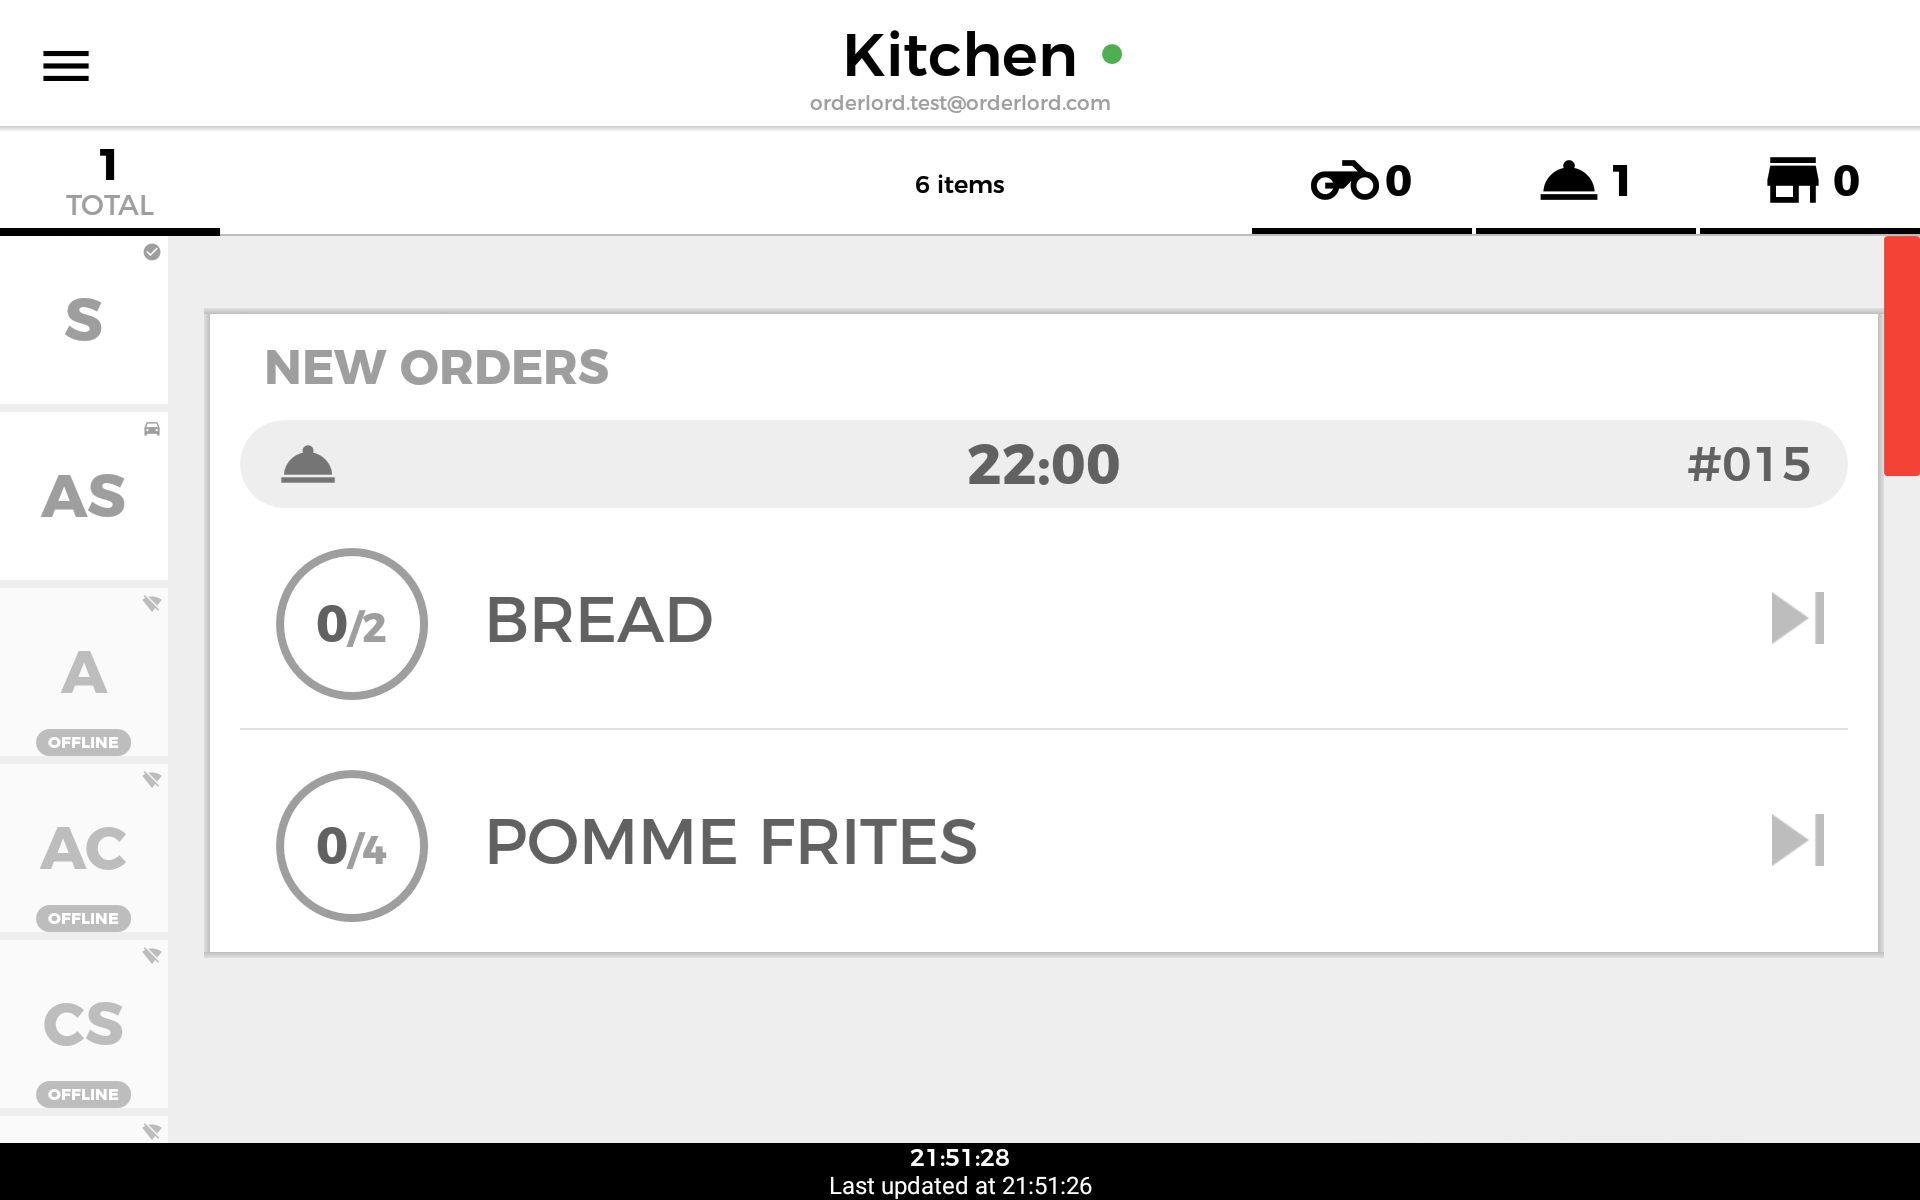 Kitchen
orderlord.test@orderlord.com
1
TOTAL
6 items
0
1
0
S
AS
A
OFFLINE
AC
OFFLINE
CS
OFFLINE
NEW ORDERS
22:00
#015
0/2
BREAD
0/4
POMME FRITES
21:51:28
Last updated at 21:51:26